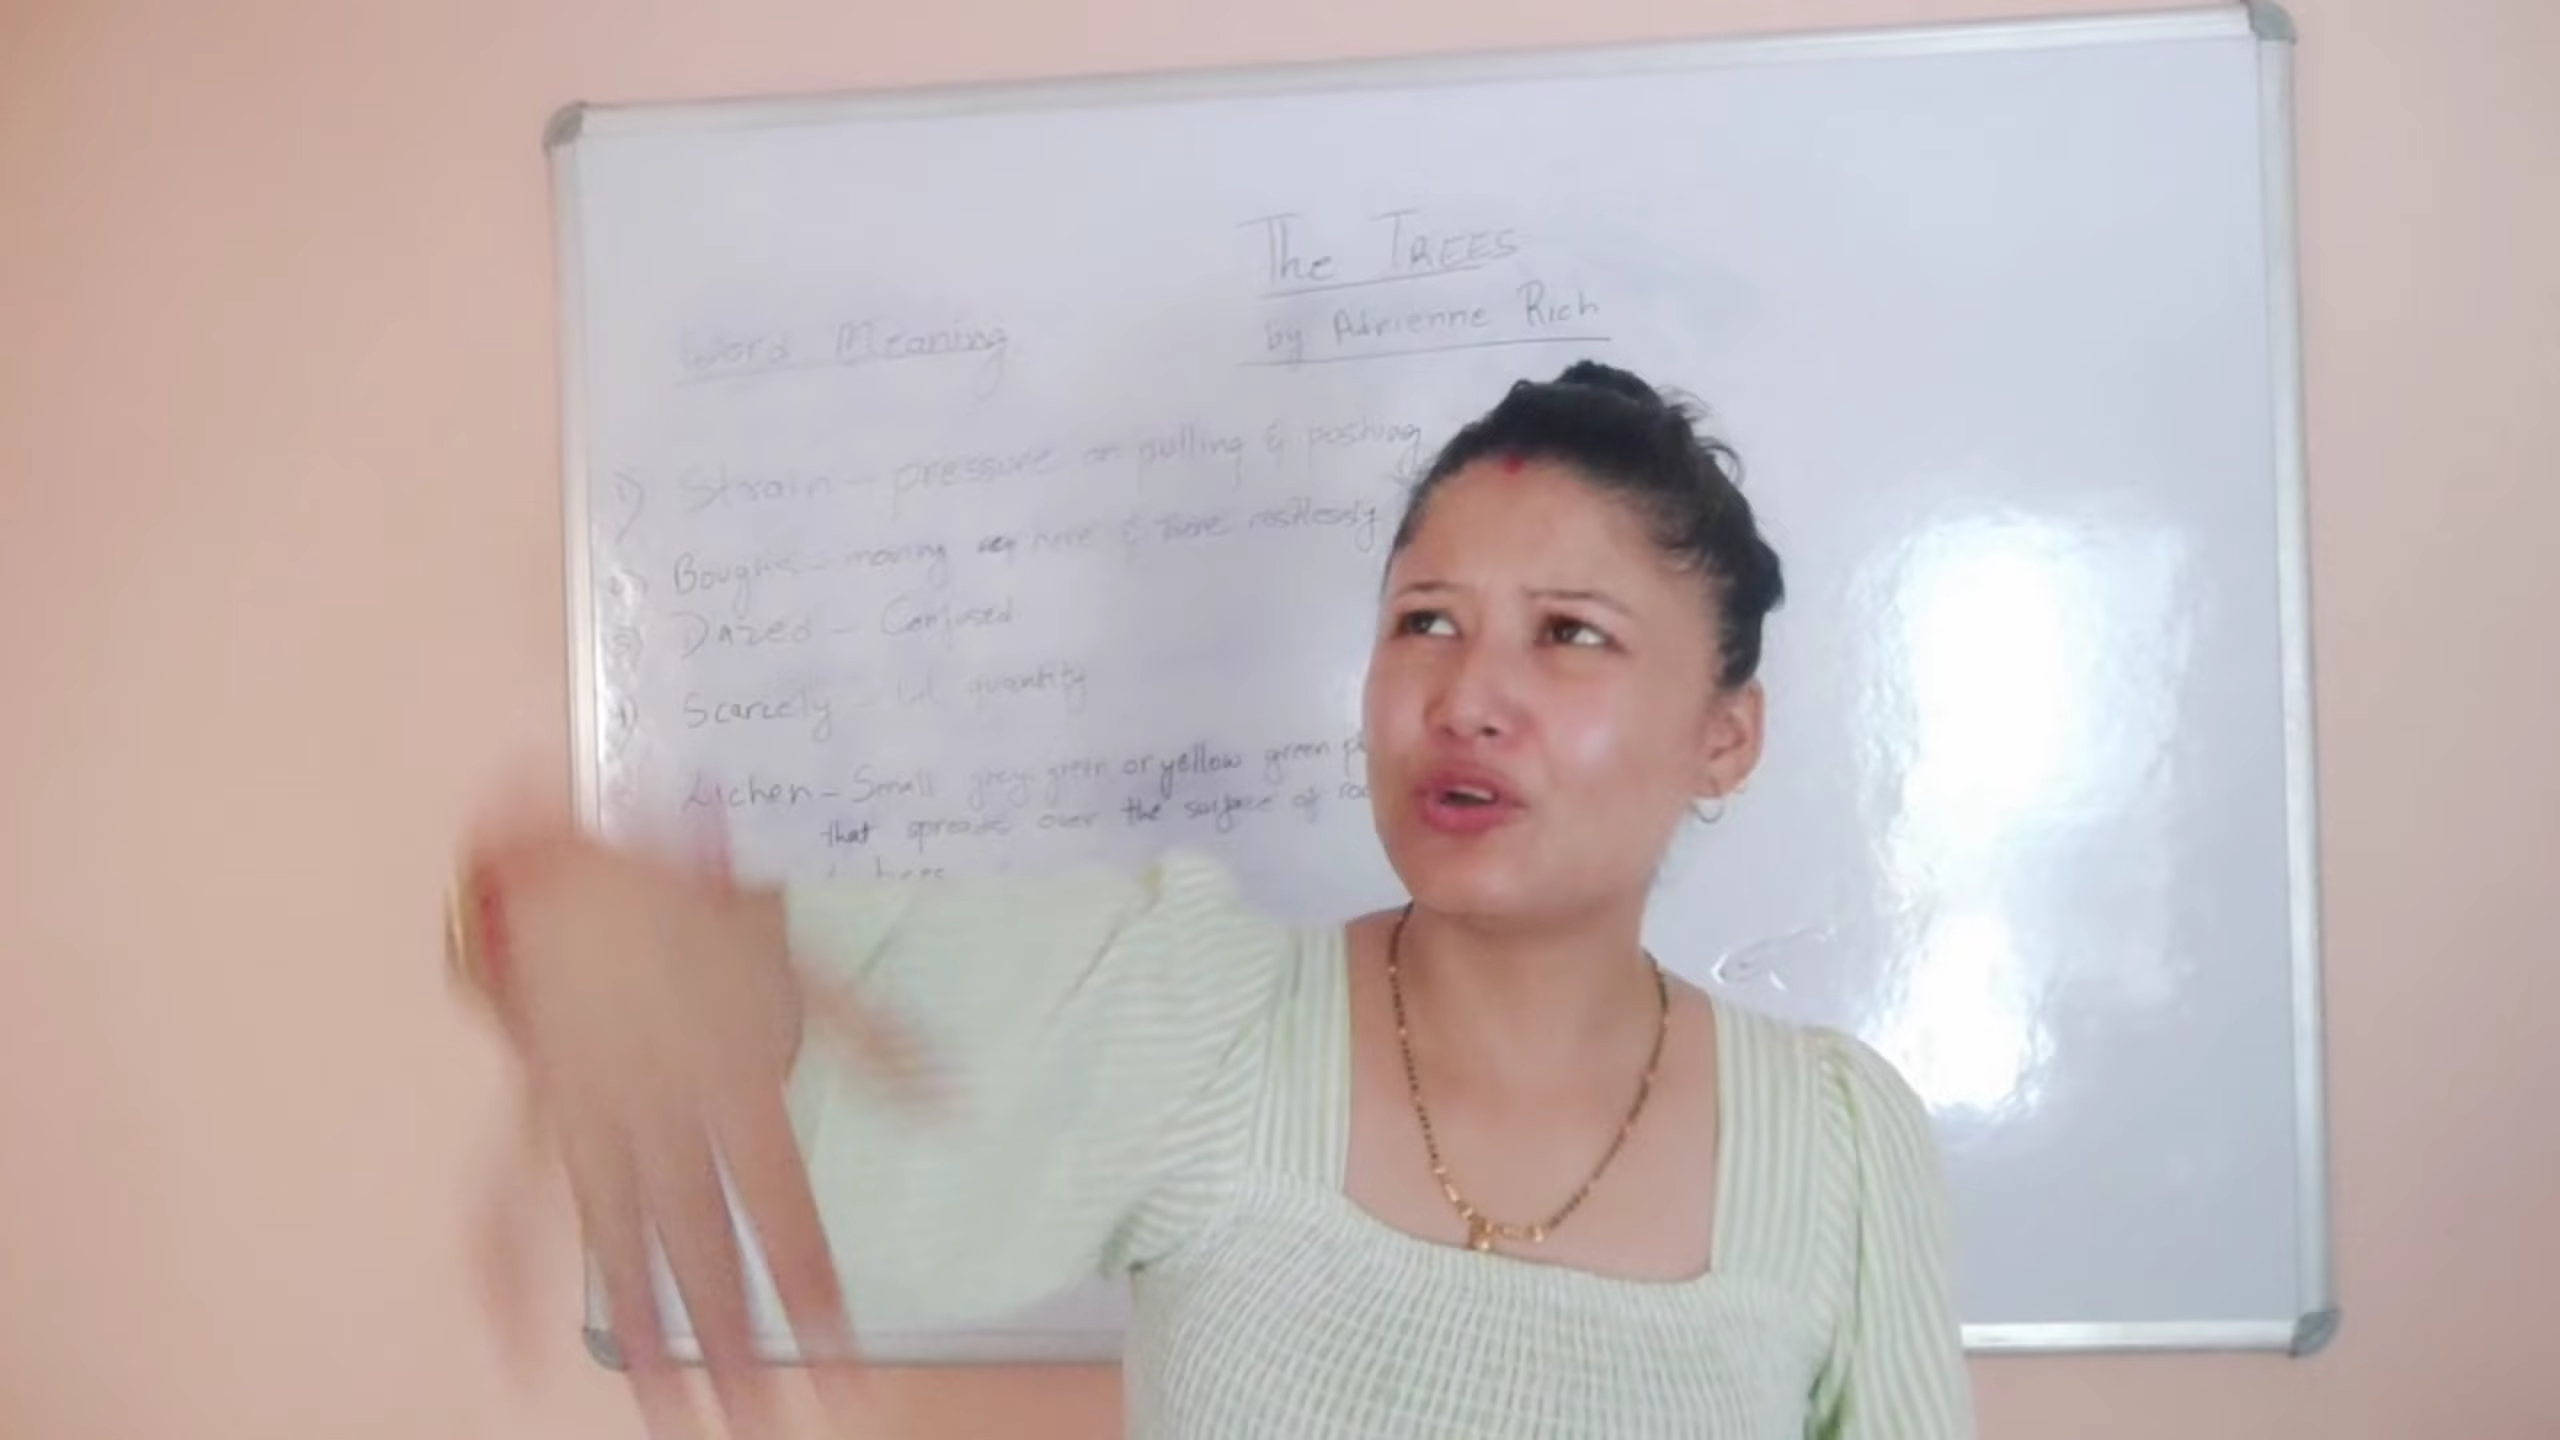 The TREES
by Adrienne Rich
Word Meaning
1) Strain - pressure or pulling & poshing
2) Boughs - moving here & there restlessly
3) Dazed - Confused
4) Scarcely - quantity
Lichen - Small grey green or yellow green
that spreads over the surface of